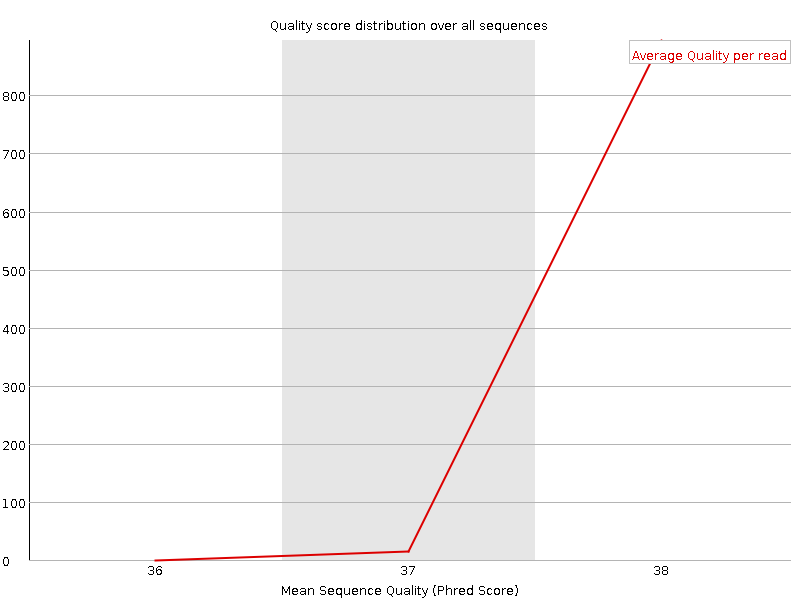 Quality score distribution over all sequences
Average Quality per read
800
700
600
500
400
300
200
100
0
36 37 38
Mean Sequence Quality (Phred Score)